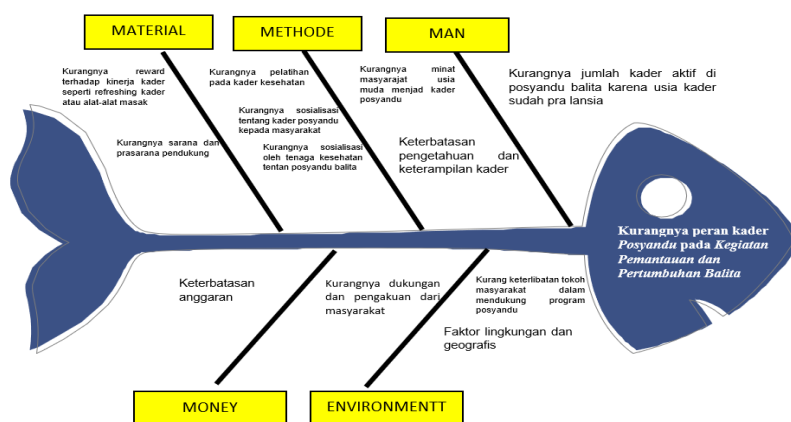 MATERIAL
METHODE
MAN
Kurangnya reward
terhadap kinerja kader
seperti refreshing kader
atau alat-alat masak
Kurangnya sarana dan
prasarana pendukung
Kurangnya pelatihan
pada kader kesehatan
Kurangnya sosialisasi
tentang kader posyandu
kepada masyarakat
Kurangnya sosialisasi
oleh tenaga kesehatan
tentan posyandu balita
Kurangnya minat
masyarajat usia
muda menjad kader
posyandu
Keterbatasan
pengetahuan dan
keterampilan kader
Kurangnya jumlah kader aktif di
posyandu balita karena usia kader
sudah pra lansia
Kurangnya peran kader
Posyandu pada Kegiatan
Pemantauan dan
Pertumbuhan Balita
Keterbatasan
anggaran
Kurangnya dukungan
dan pengakuan dari
masyarakat
Kurang keterlibatan tokoh
masyarakat dalam
mendukung program
posyandu
Faktor lingkungan dan
geografis
MONEY
ENVIRONMENTT